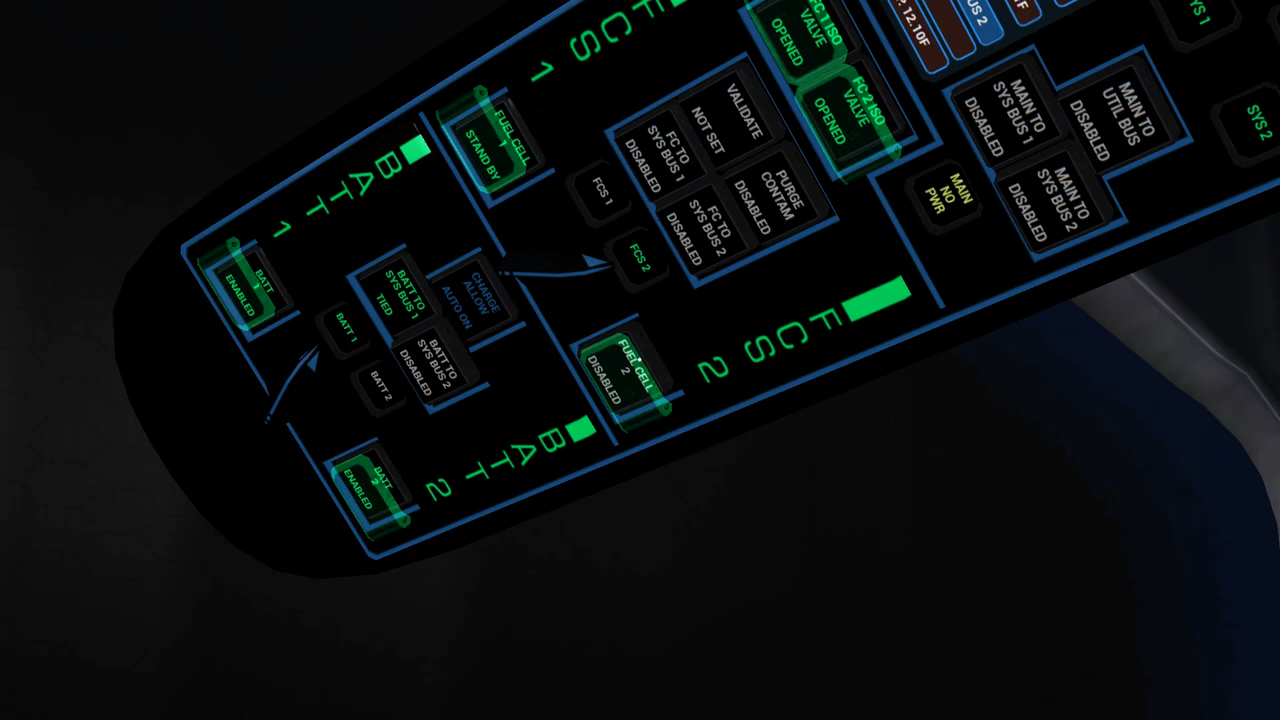 BATT 1
BATT
1
ENABLED
BATT 1
BATT 2
BATT TO
SYS BUS 1
TIED
CHARGE
ALLOW
AUTO ON
BATT TO
SYS BUS 2
DISABLED
BATT
2
ENABLED
BATT 2
FCS 1
FUEL CELL
1
STAND BY
FCS 1
FCS 2
FC TO
SYS BUS 1
DISABLED
VALIDATE
NOT SET
FC TO
SYS BUS 2
DISABLED
PURGE
CONTAM
DISABLED
FUEL CELL
2
DISABLED
FCS 2
FC 1 ISO
VALVE
OPENED
FC 2 ISO
VALVE
OPENED
12.10F
MAIN
NO
PWR
MAIN TO
SYS BUS 1
DISABLED
MAIN TO
UTIL BUS
DISABLED
MAIN TO
SYS BUS 2
DISABLED
SYS 2